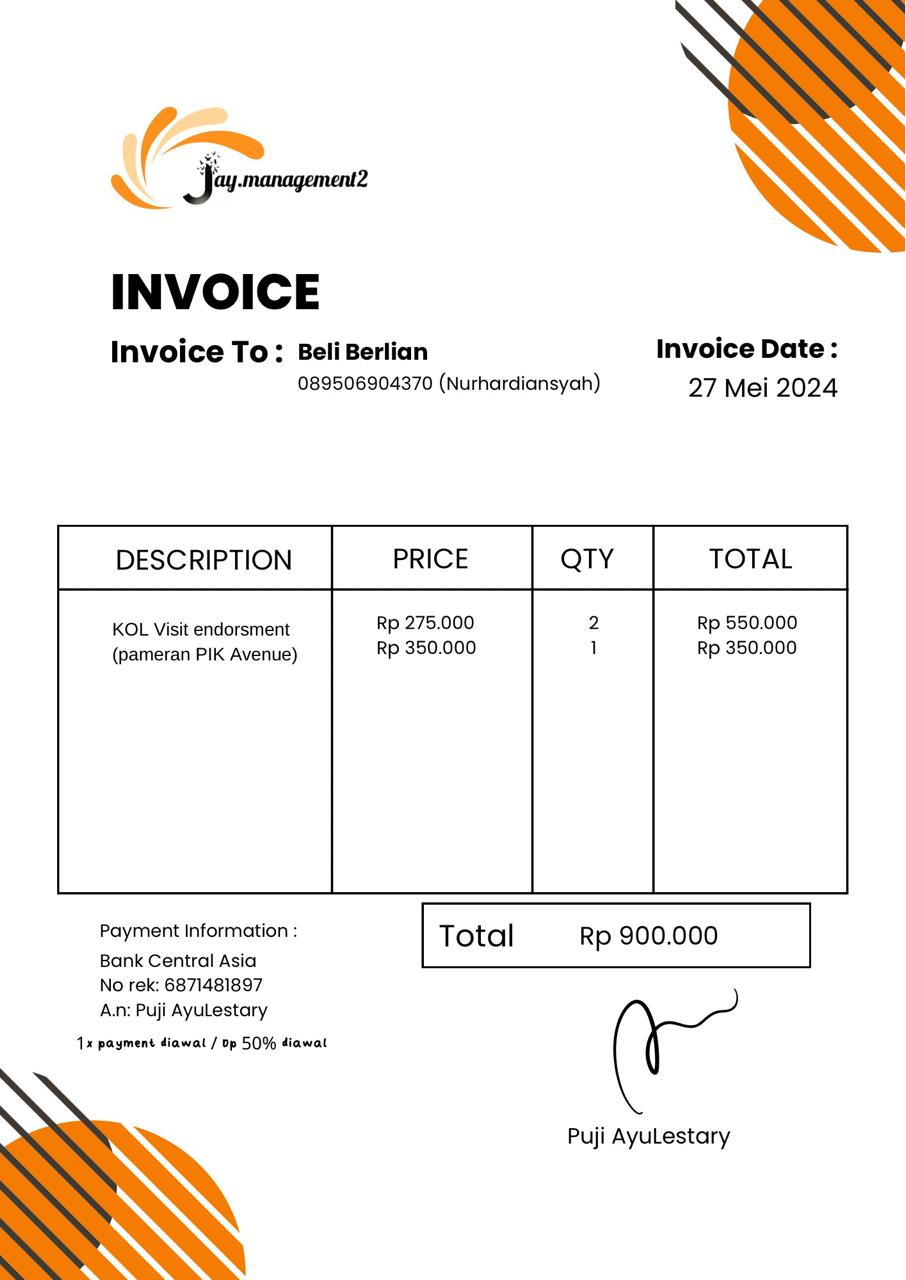 Jay.management2
INVOICE
Invoice To : Beli Berlian
089506904370 (Nurhardiansyah)
Invoice Date :
27 Mei 2024
DESCRIPTION PRICE QTY TOTAL
KOL Visit endorsment Rp 275.000 2 Rp 550.000
(pameran PIK Avenue) Rp 350.000 1 Rp 350.000
Total Rp 900.000
Payment Information :
Bank Central Asia
No rek: 6871481897
A.n: Puji AyuLestary
1x payment diawal / Dp 50% diawal
Puji AyuLestary